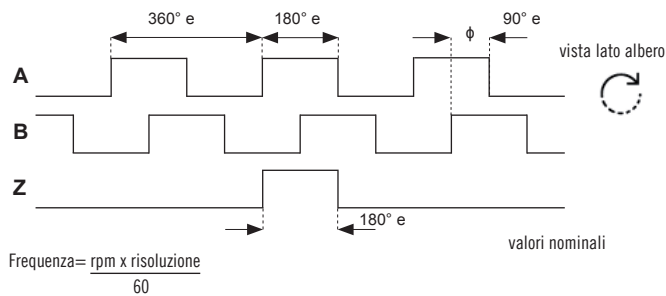 360° e 180° e ϕ 90° e
vista lato albero
A
B
Z
180° e
valori nominali
Frequenza= rpm x risoluzione
60